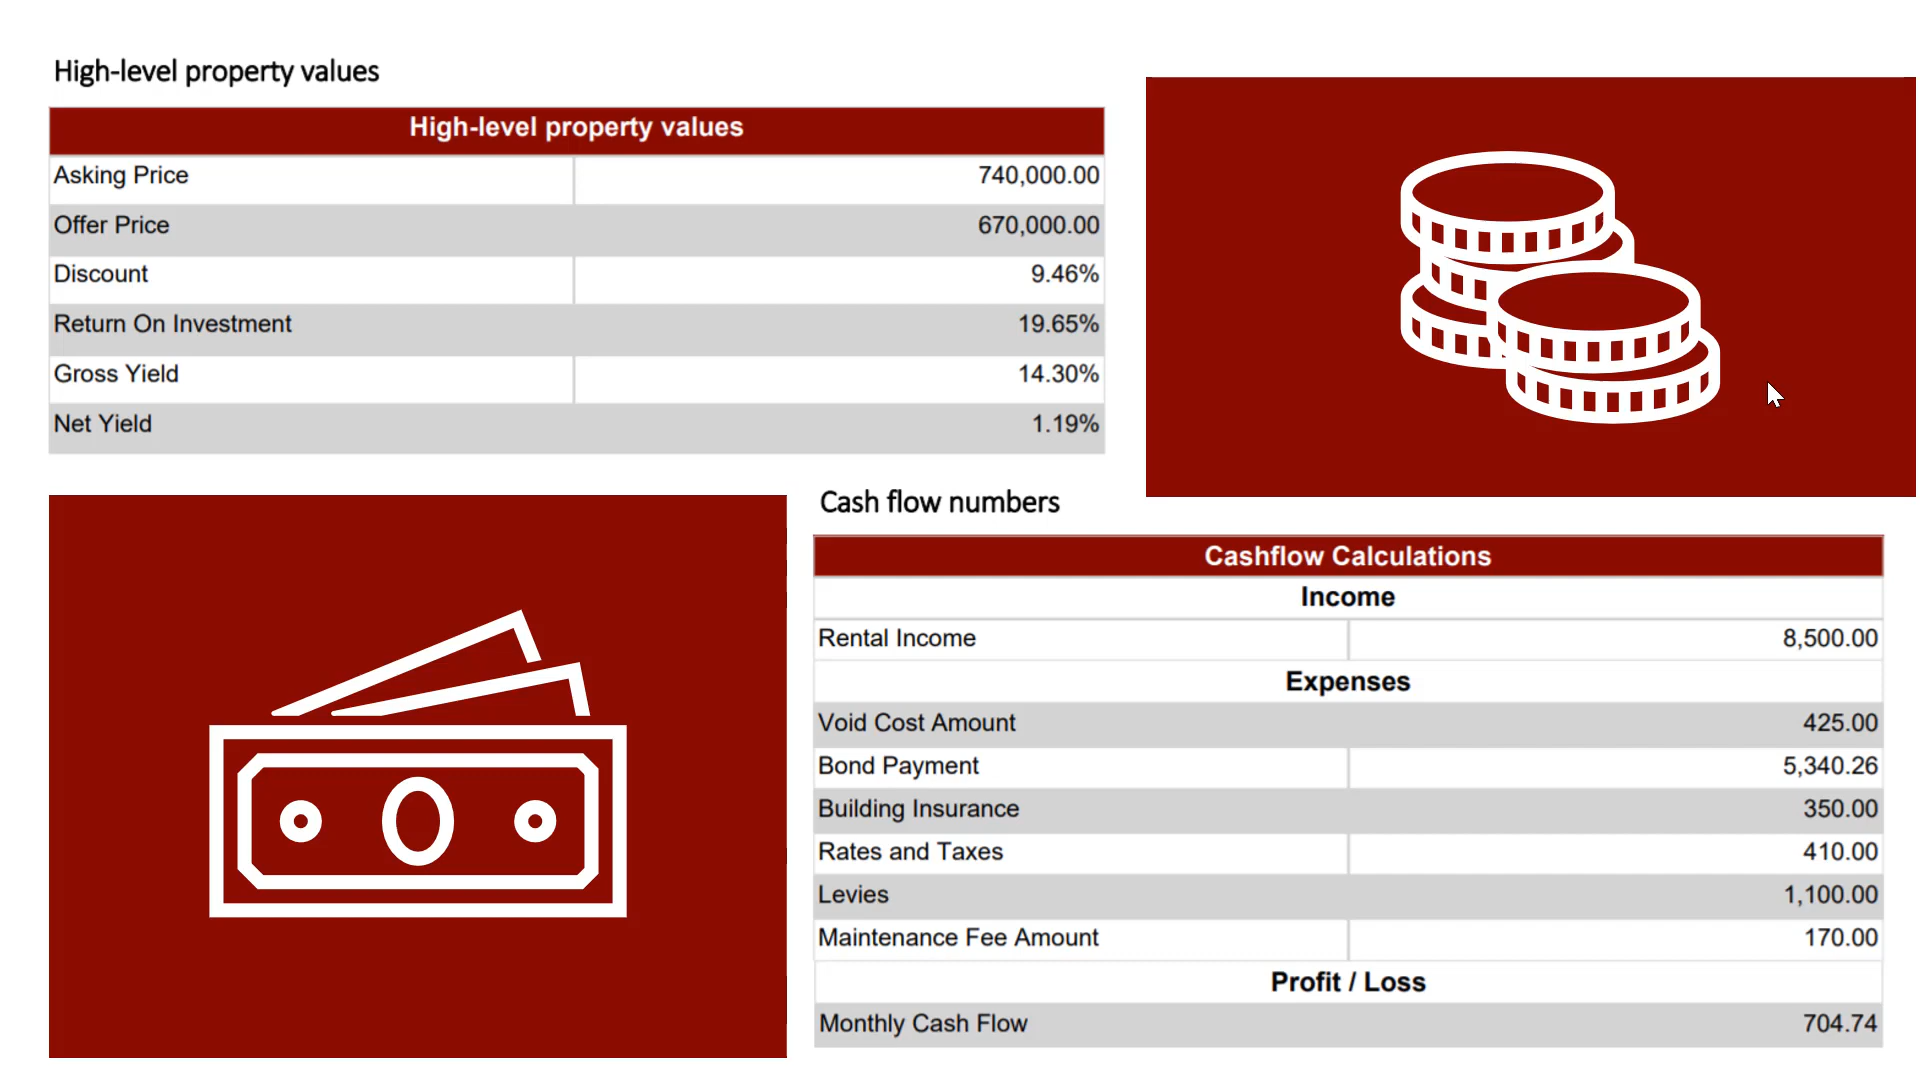 High-level property values
High-level property values
Asking Price 740,000.00
Offer Price 670,000.00
Discount 9.46%
Return On Investment 19.65%
Gross Yield 14.30%
Net Yield 1.19%
Cash flow numbers
Cashflow Calculations
Income
Rental Income 8,500.00
Expenses
Void Cost Amount 425.00
Bond Payment 5,340.26
Building Insurance 350.00
Rates and Taxes 410.00
Levies 1,100.00
Maintenance Fee Amount 170.00
Profit / Loss
Monthly Cash Flow 704.74